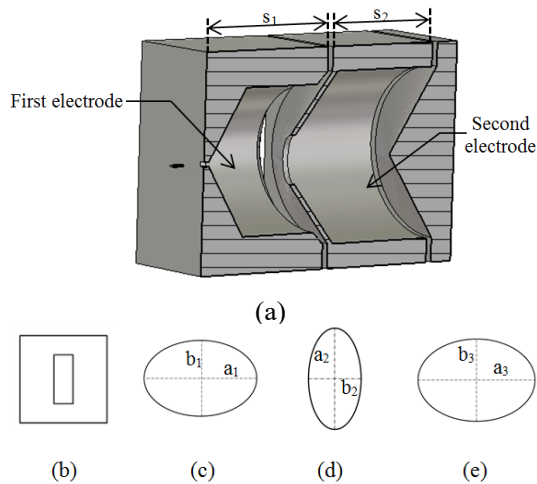 s1 s2
First electrode
Second
electrode
(a)
b1 a1 a2 b2 b3 a3
(b) (c) (d) (e)